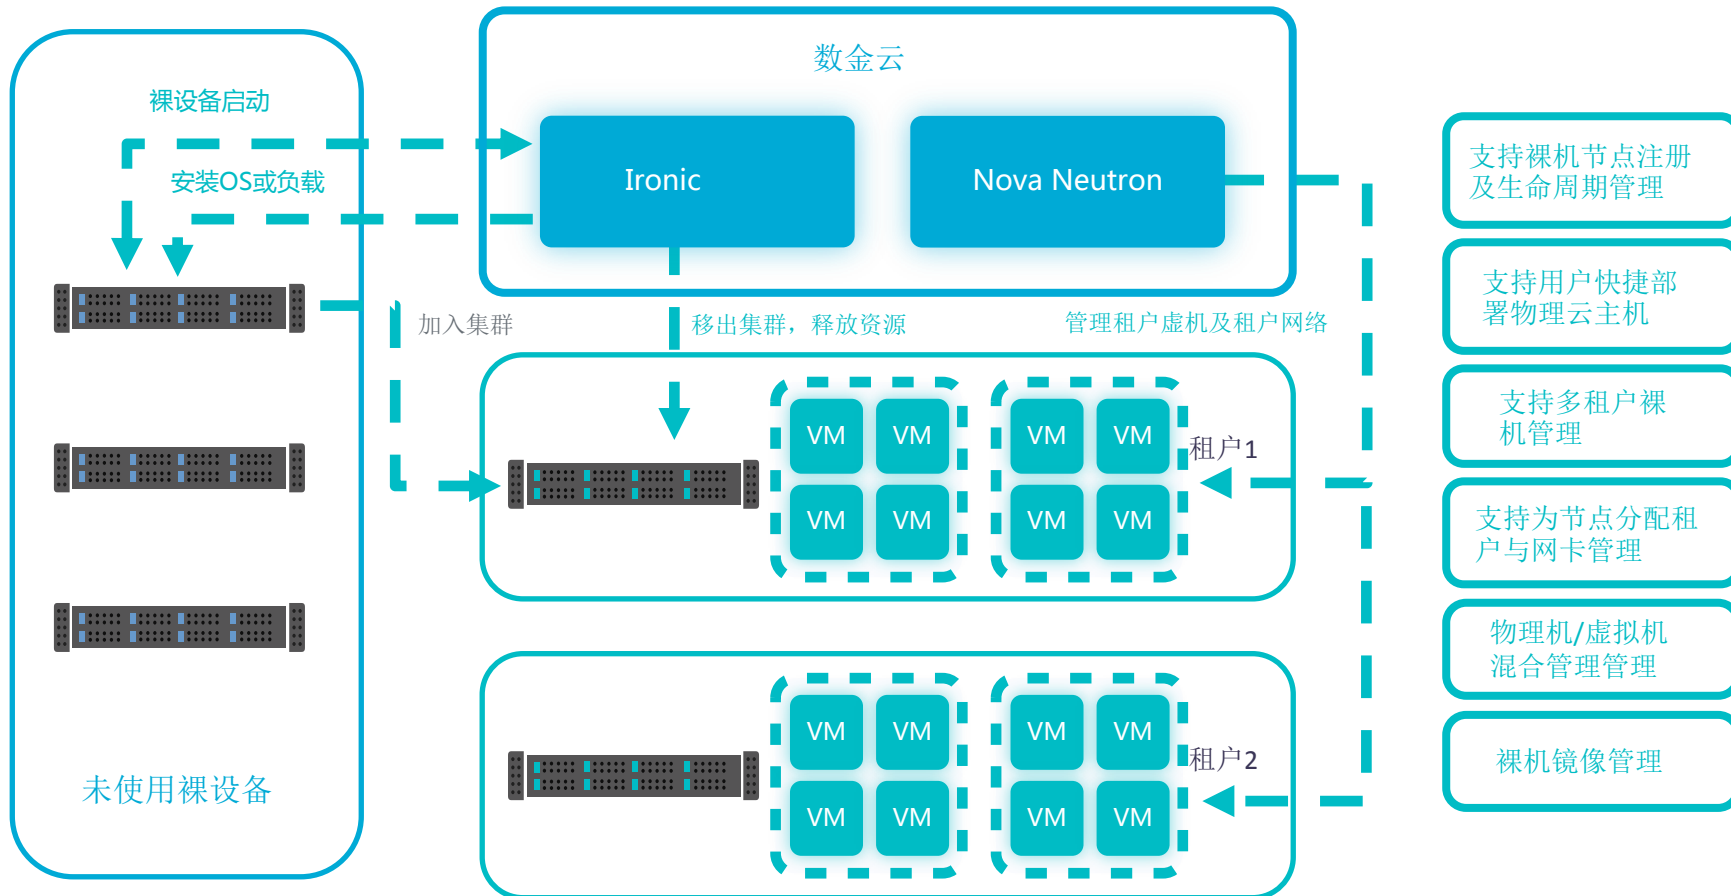 数金云
裸设备启动
安装OS或负载
Ironic
Nova Neutron
加入集群
移出集群，释放资源
管理租户虚机及租户网络
VM VM VM VM
租户1
VM VM VM VM
VM VM VM VM
租户2
VM VM VM VM
未使用裸设备
支持裸机节点注册
及生命周期管理
支持用户快捷部
署物理云主机
支持多租户裸
机管理
支持为节点分配租
户与网卡管理
物理机/虚拟机
混合管理管理
裸机镜像管理